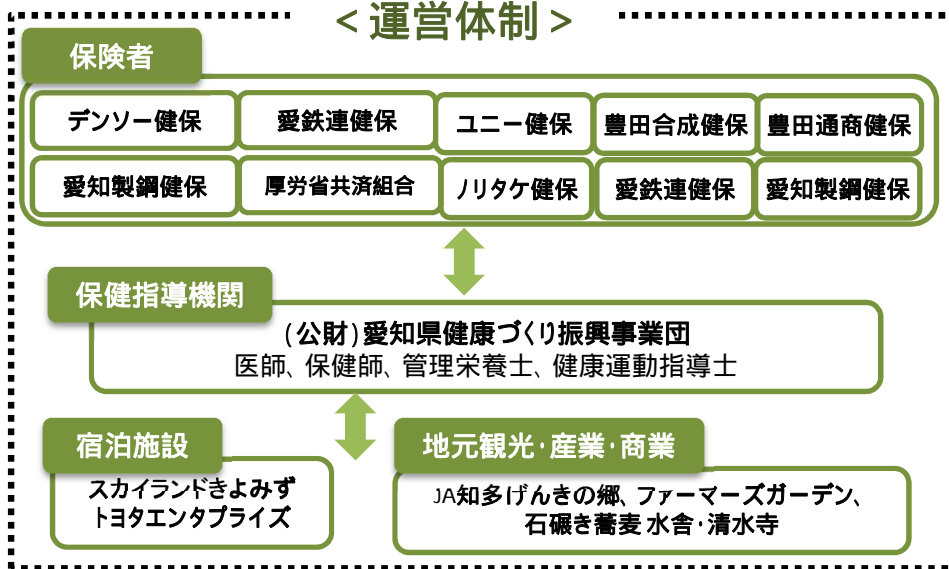 ＜運営体制＞
保険者
デンソー健保 愛鉄連健保 ユニー健保 豊田合成健保 豊田通商健保
愛知製鋼健保 厚労省共済組合 ノリタケ健保 愛鉄連健保 愛知製鋼健保
保健指導機関
(公財)愛知県健康づくり振興事業団
医師、保健師、管理栄養士、健康運動指導士
宿泊施設
スカイランドきよみず
トヨタエンタプライズ
地元観光・産業・商業
JA知多げんきの郷、ファーマーズガーデン、
石碾き蕎麦 水舎・清水寺